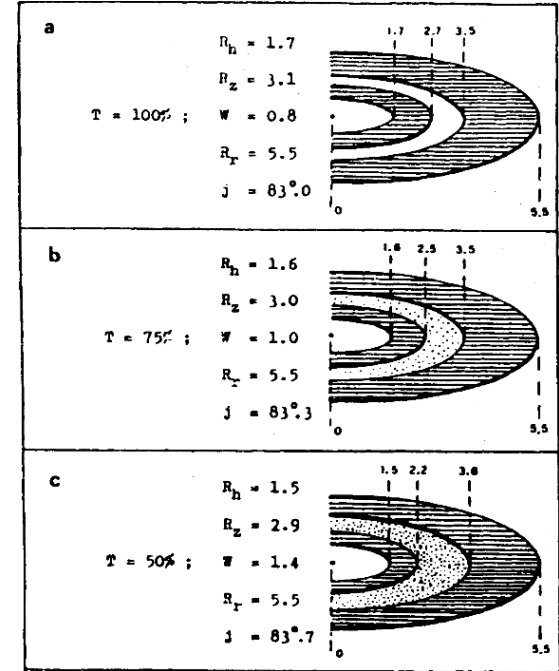 a
R_h = 1.7
R_z = 3.1
T = 100% ; W = 0.8
R_r = 5.5
j = 83°.0
1.7 2.7 3.5
0 5.5
b
R_h = 1.6
R_z = 3.0
T = 75% ; W = 1.0
R_r = 5.5
j = 83°.3
1.6 2.5 3.5
0 5.5
c
R_h = 1.5
R_z = 2.9
T = 50% ; W = 1.4
R_r = 5.5
j = 83°.7
1.5 2.2 3.6
0 5.5